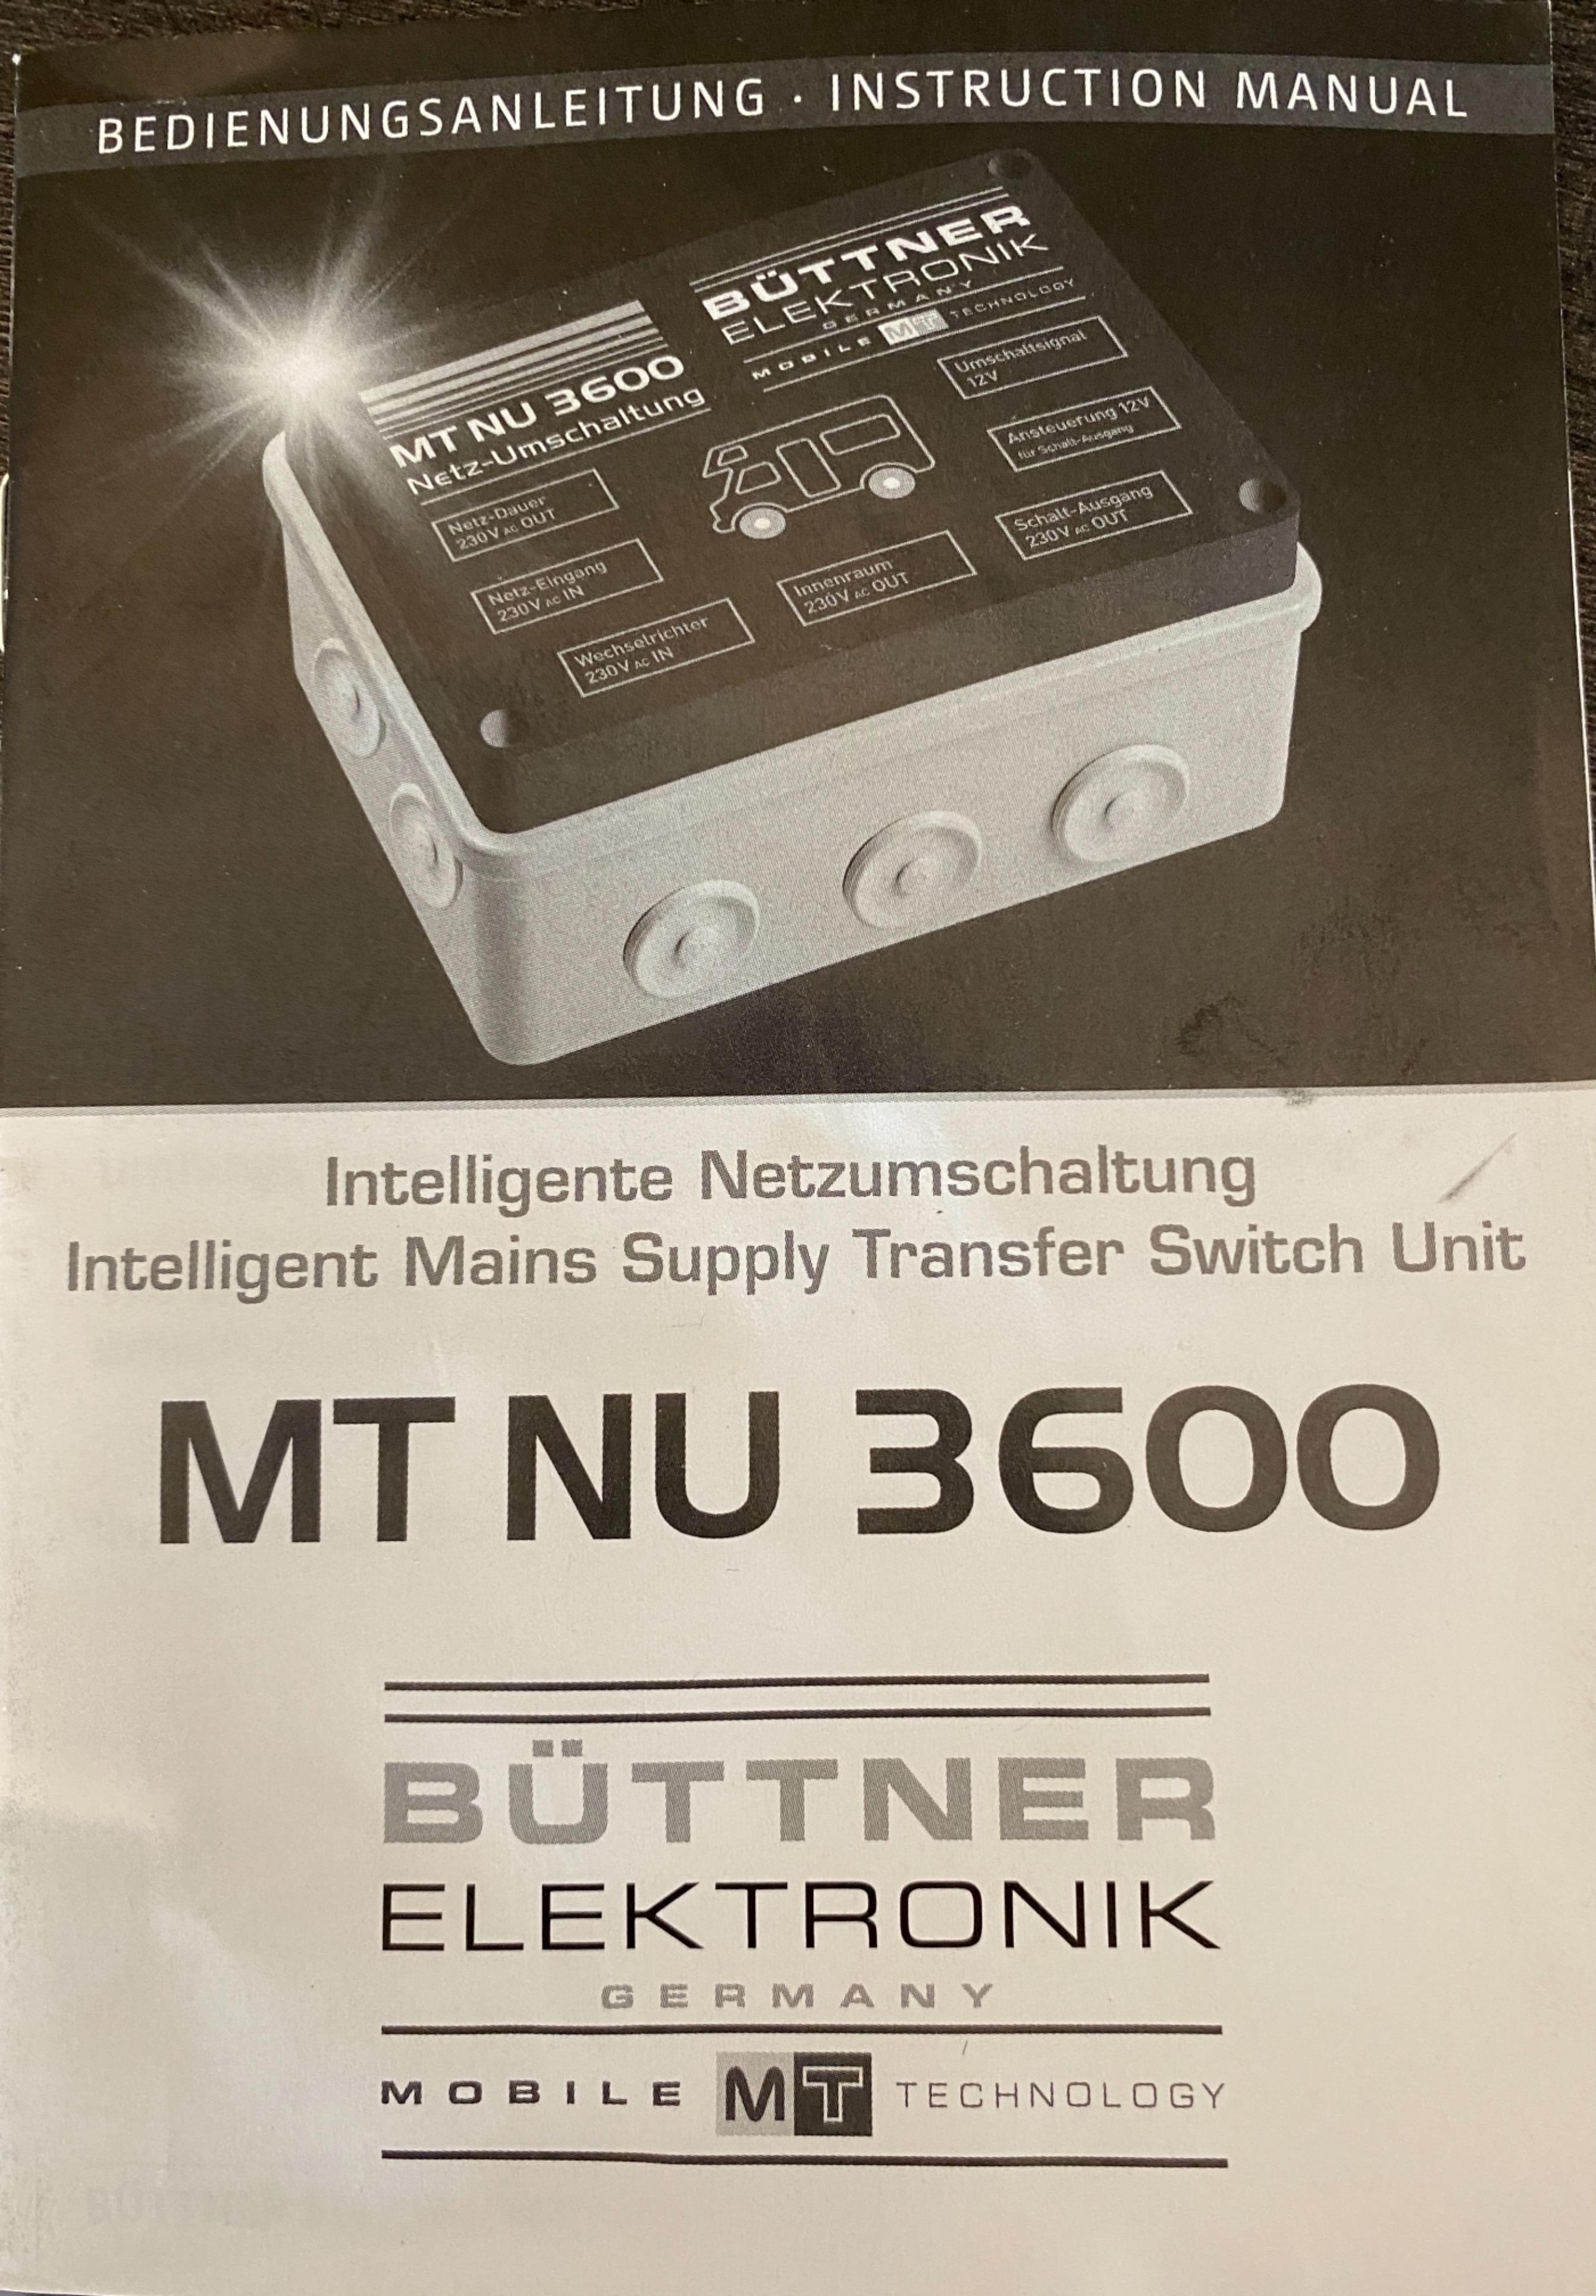 BEDIENUNGSANLEITUNG · INSTRUCTION MANUAL
BÜTTNER
ELEKTRONIK
GERMANY
MOBILE MT TECHNOLOGY
MT NU 3600
Netz-Umschaltung
Umschaltsignal
12V
Ansteuerung 12V
für Schalt-Ausgang
Schalt-Ausgang
230V AC OUT
Netz-Dauer
230V AC OUT
Netz-Eingang
230V AC IN
Wechselrichter
230V AC IN
Innenraum
230V AC OUT
Intelligente Netzumschaltung
Intelligent Mains Supply Transfer Switch Unit
MT NU 3600
BÜTTNER
ELEKTRONIK
GERMANY
MOBILE MT TECHNOLOGY